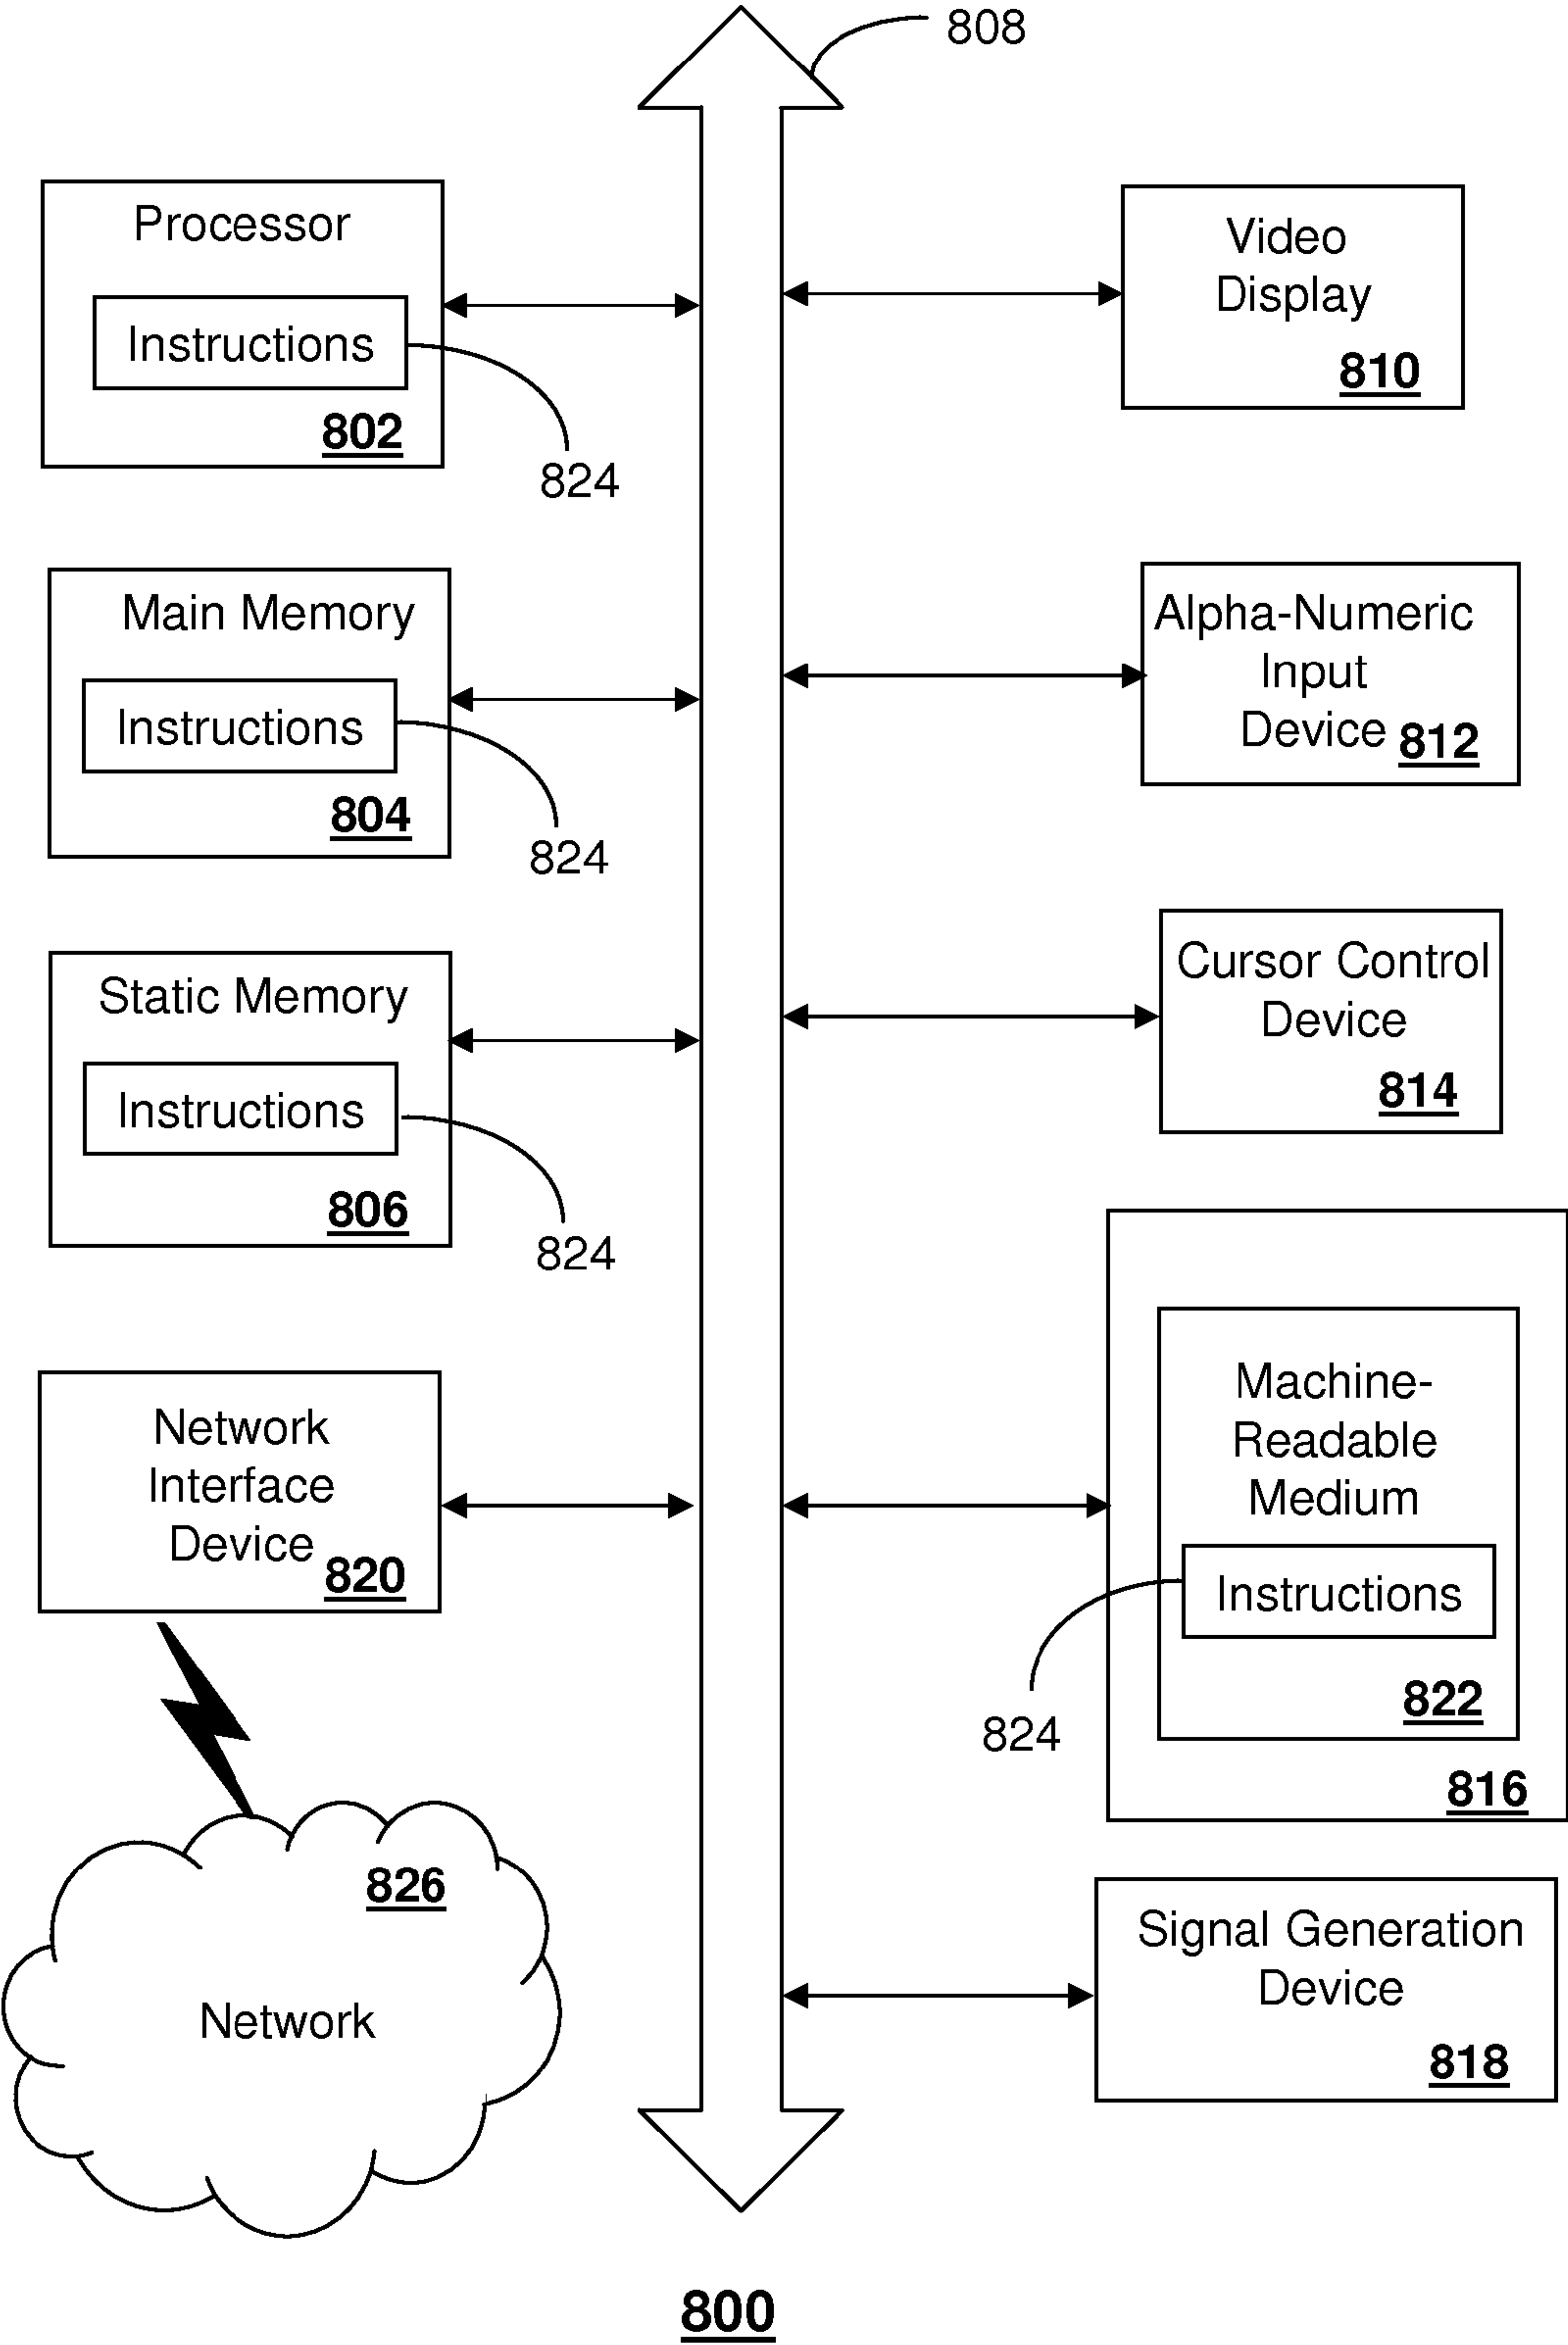 808
Processor
Instructions
802
824
Main Memory
Instructions
804
824
Static Memory
Instructions
806
824
Network
Interface
Device
820
826
Network
Video
Display
810
Alpha-Numeric
Input
Device
812
Cursor Control
Device
814
Machine-
Readable
Medium
Instructions
822
824
816
Signal Generation
Device
818
800